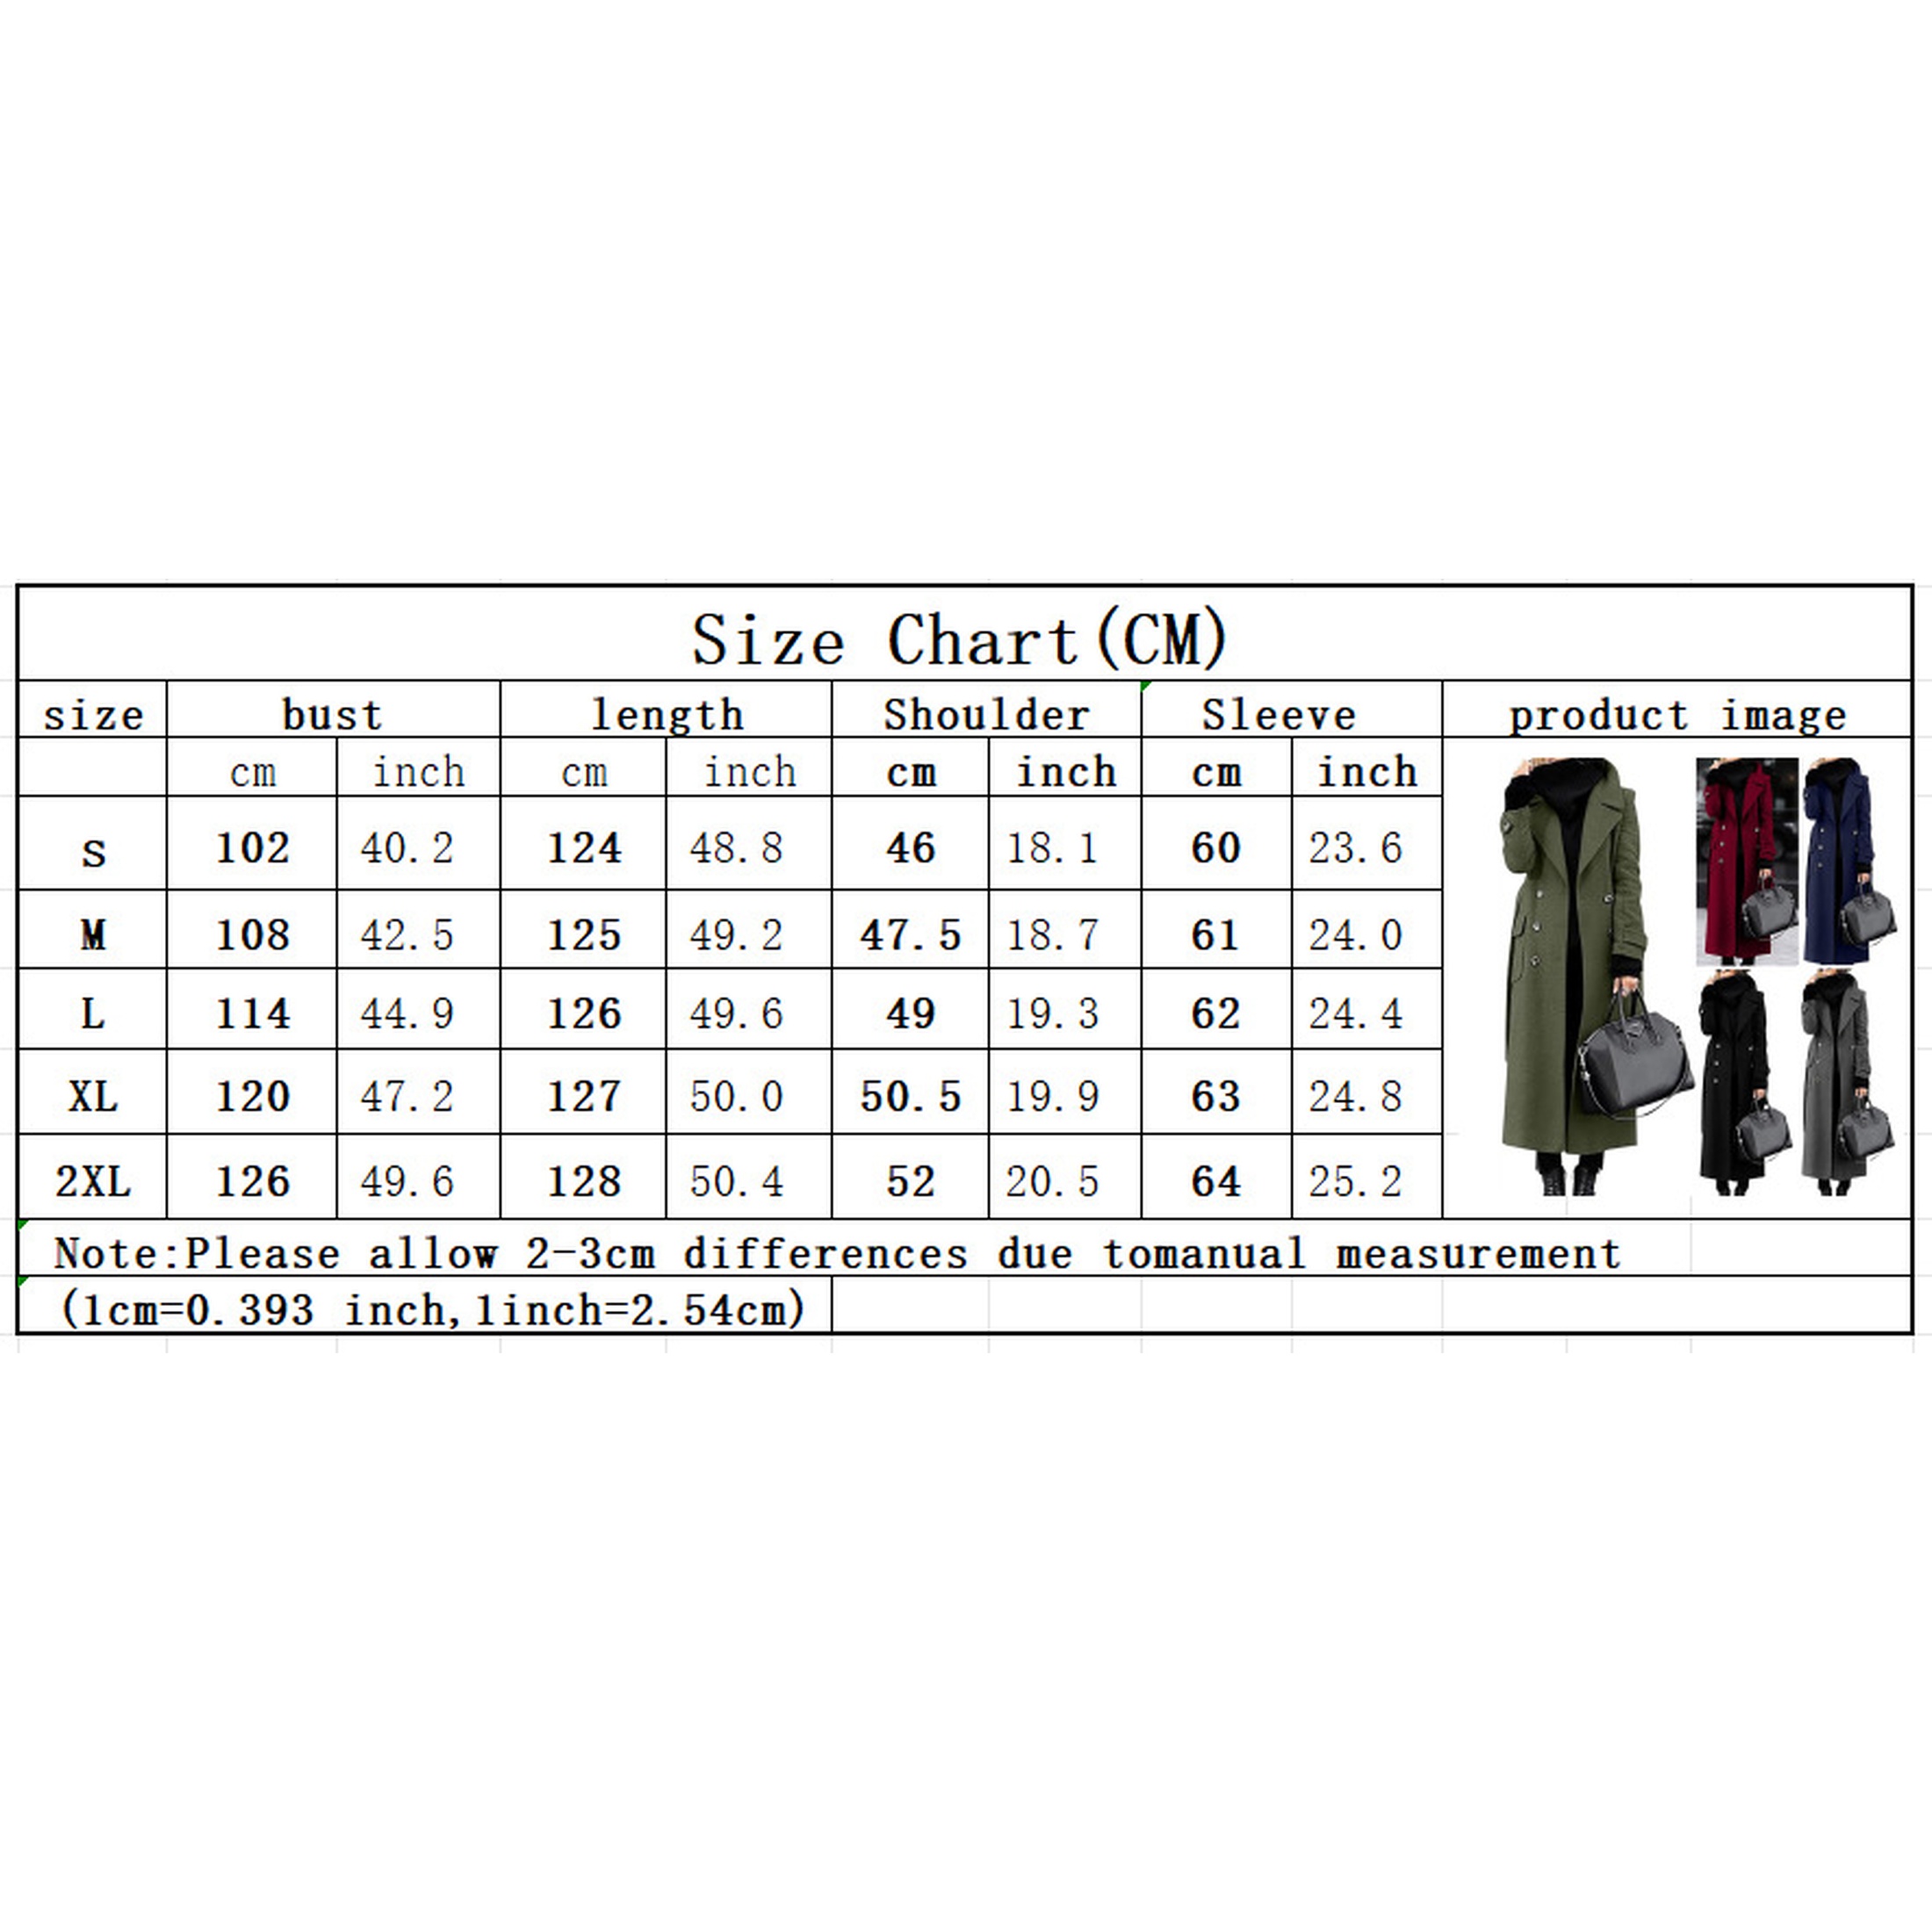 Size Chart(CM)
size bust length Shoulder Sleeve product image
cm inch cm inch cm inch cm inch
S 102 40.2 124 48.8 46 18.1 60 23.6
M 108 42.5 125 49.2 47.5 18.7 61 24.0
L 114 44.9 126 49.6 49 19.3 62 24.4
XL 120 47.2 127 50.0 50.5 19.9 63 24.8
2XL 126 49.6 128 50.4 52 20.5 64 25.2
Note:Please allow 2-3cm differences due tomanual measurement
(1cm=0.393 inch,1inch=2.54cm)